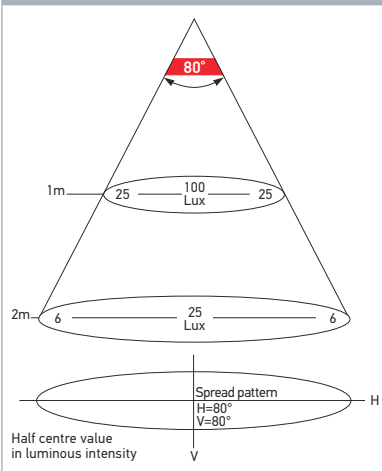 80°
1m 25 100 25
Lux
2m 6 25 6
Lux
Spread pattern
H
H=80°
V=80°
Half centre value
in luminous intensity
V